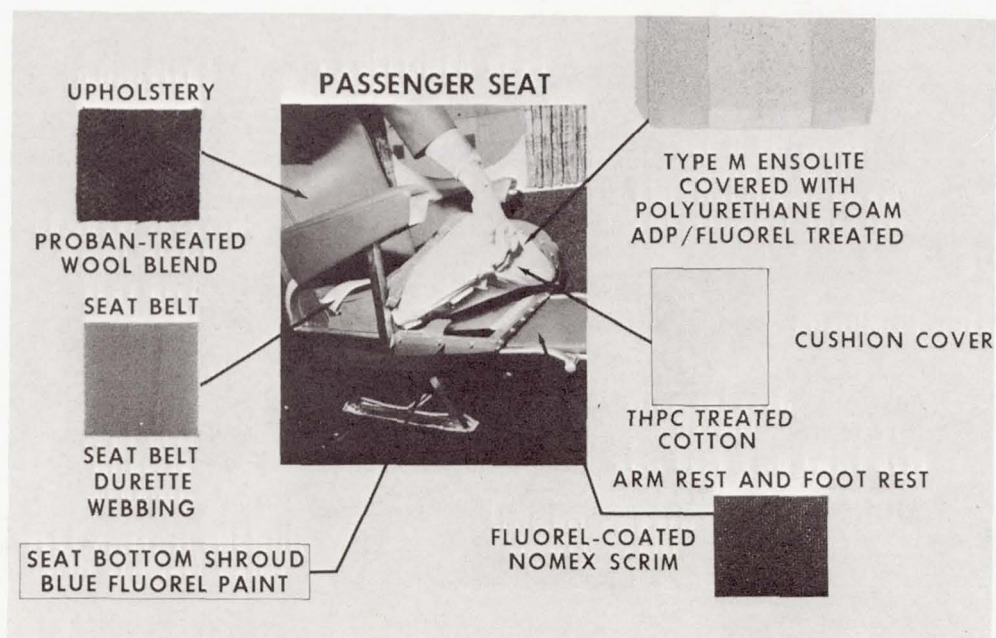 PASSENGER SEAT
UPHOLSTERY
PROBAN-TREATED
WOOL BLEND
SEAT BELT
SEAT BELT
DURETTE
WEBBING
SEAT BOTTOM SHROUD
BLUE FLUOREL PAINT
TYPE M ENSOLITE
COVERED WITH
POLYURETHANE FOAM
ADP/FLUOREL TREATED
CUSHION COVER
THPC TREATED
COTTON
ARM REST AND FOOT REST
FLUOREL-COATED
NOMEX SCRIM